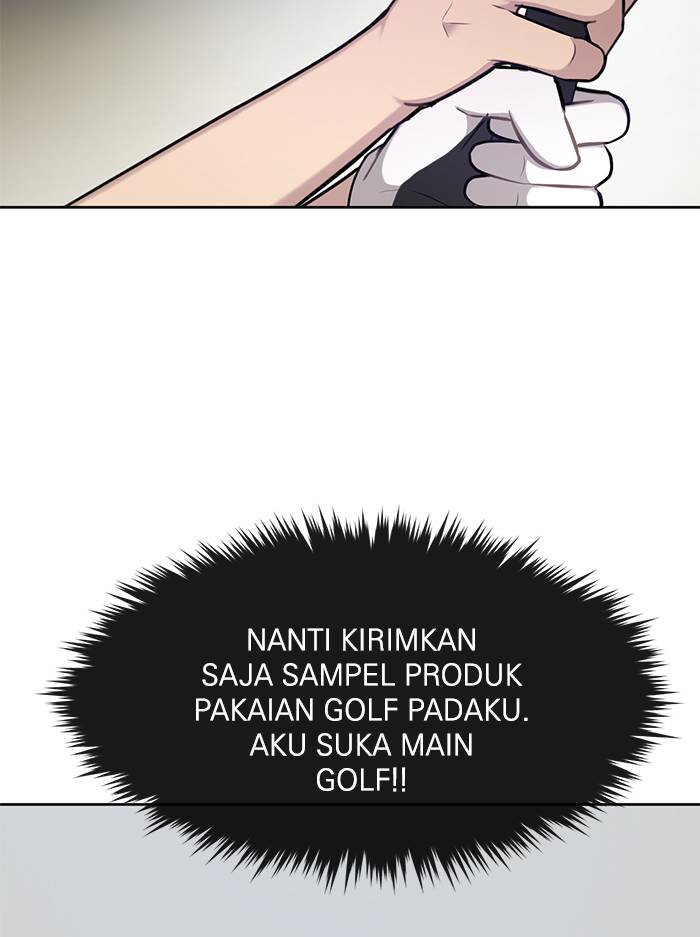 NANTI KIRIMKAN
SAJA SAMPEL PRODUK
PAKAIAN GOLF PADAKU.
AKU SUKA MAIN
GOLF!!